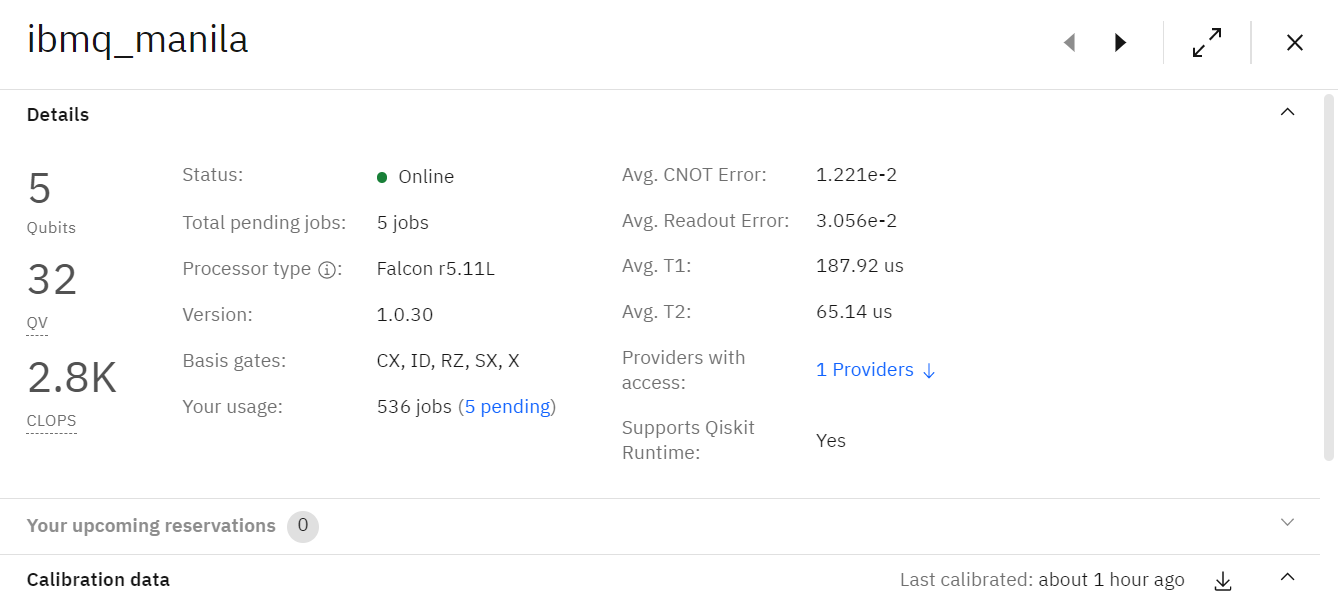 ibmq_manila
Details
5
Qubits
32
QV
2.8K
CLOPS
Status:
Online
Total pending jobs:
5 jobs
Processor type ⓘ:
Falcon r5.11L
Version:
1.0.30
Basis gates:
CX, ID, RZ, SX, X
Your usage:
536 jobs (5 pending)
Avg. CNOT Error:
1.221e-2
Avg. Readout Error:
3.056e-2
Avg. T1:
187.92 us
Avg. T2:
65.14 us
Providers with
access:
1 Providers ↓
Supports Qiskit
Runtime:
Yes
Your upcoming reservations 0
Calibration data
Last calibrated: about 1 hour ago